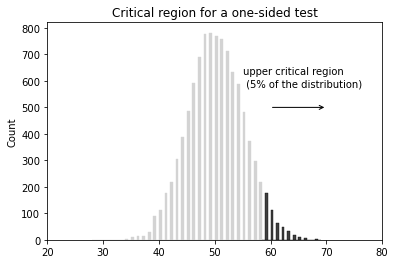 Critical region for a one-sided test
800
700
600
500
400
300
200
100
0
Count
upper critical region
(5% of the distribution)
20 30 40 50 60 70 80